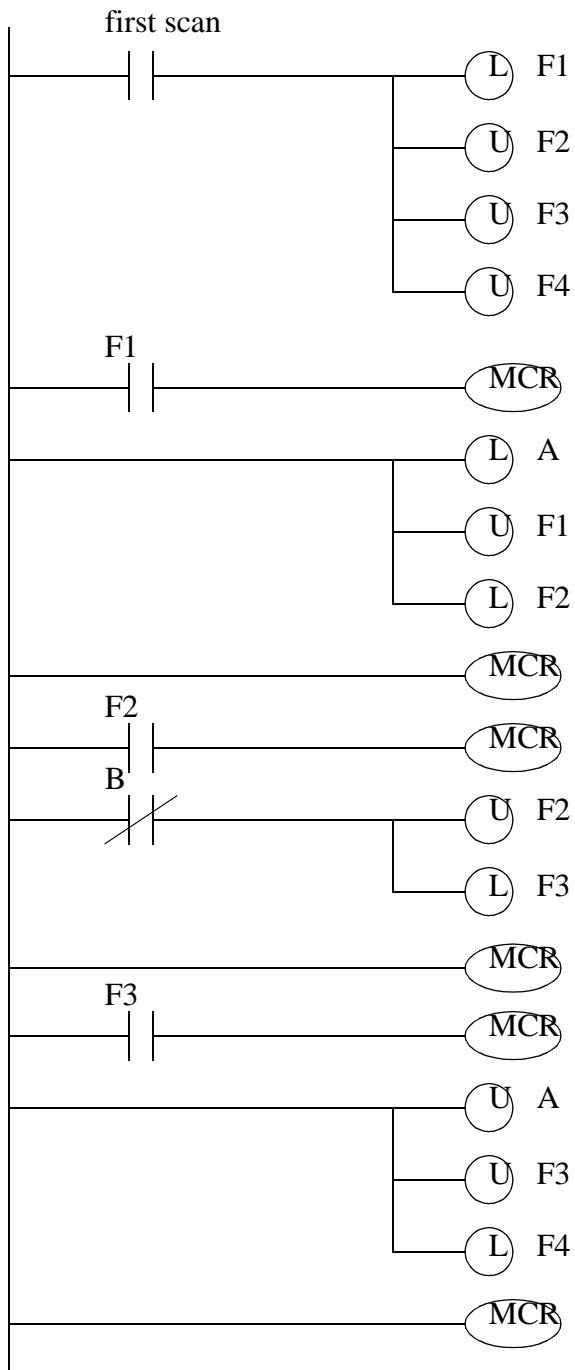 first scan
L F1
U F2
U F3
U F4
F1
MCR
L A
U F1
L F2
MCR
F2
MCR
B
U F2
L F3
MCR
F3
MCR
U A
U F3
L F4
MCR